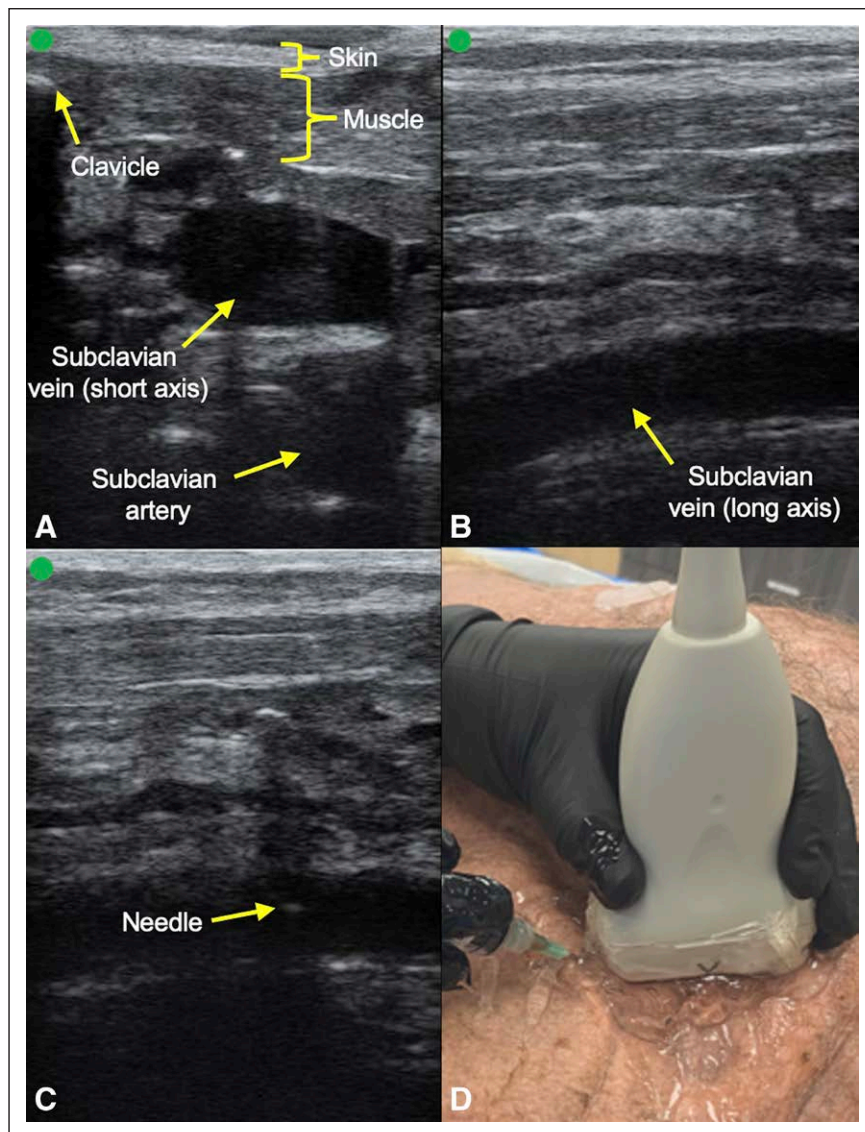 Skin
Muscle
Clavicle
Subclavian
vein (short axis)
Subclavian
artery
A
Subclavian
vein (long axis)
B
Needle
C
D